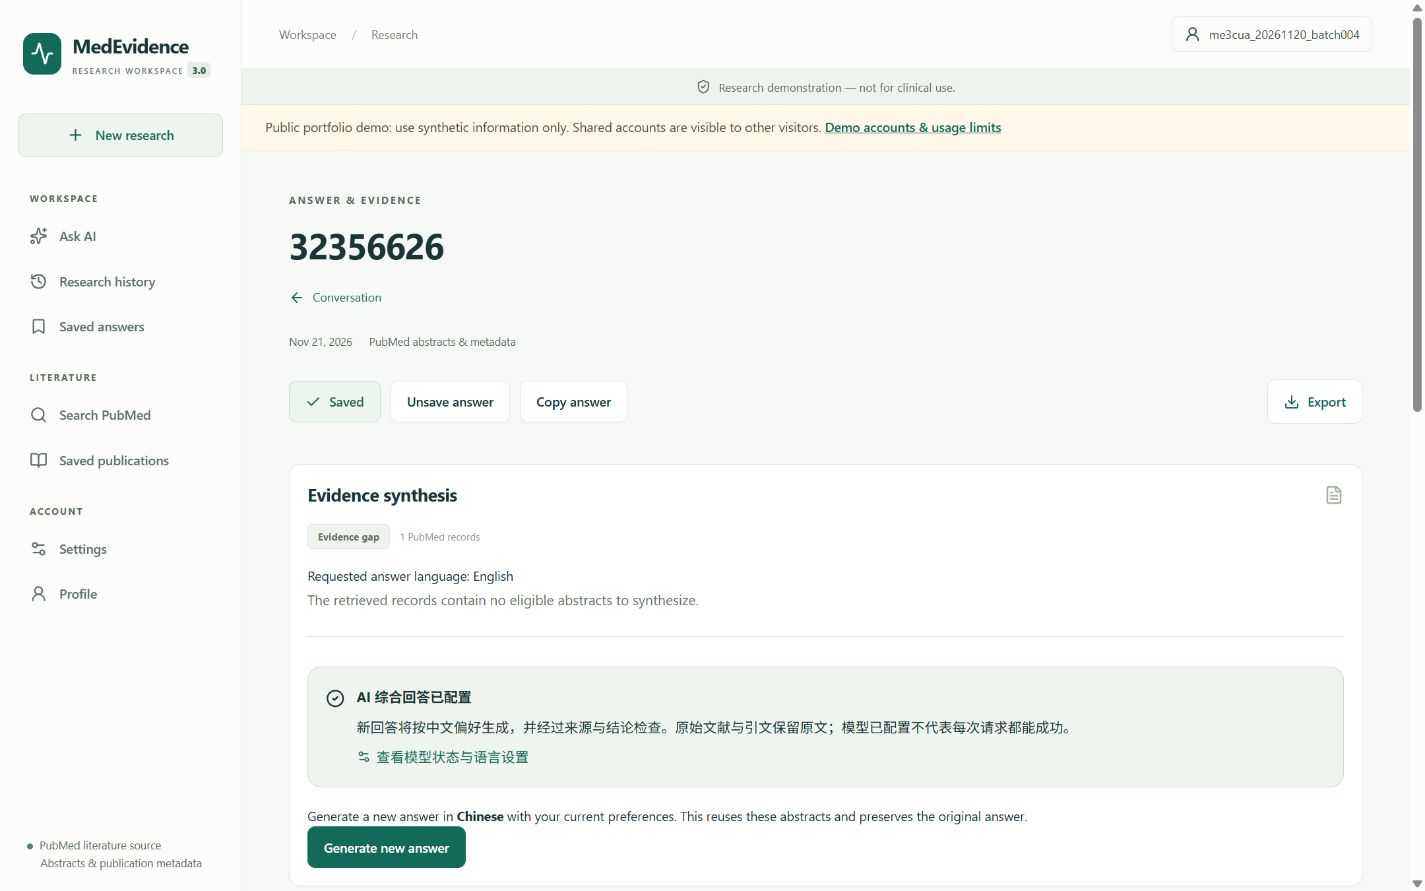 MedEvidence
RESEARCH WORKSPACE 3.0
New research
WORKSPACE
Ask AI
Research history
Saved answers
LITERATURE
Search PubMed
Saved publications
ACCOUNT
Settings
Profile
PubMed literature source
Abstracts & publication metadata
Workspace / Research
me3cua_20261120_batch004
Research demonstration — not for clinical use.
Public portfolio demo: use synthetic information only. Shared accounts are visible to other visitors. Demo accounts & usage limits
ANSWER & EVIDENCE
32356626
Conversation
Nov 21, 2026 PubMed abstracts & metadata
Saved Unsave answer Copy answer Export
Evidence synthesis
Evidence gap 1 PubMed records
Requested answer language: English
The retrieved records contain no eligible abstracts to synthesize.
AI 综合回答已配置
新回答将按中文偏好生成，并经过来源与结论检查。原始文献与引文保留原文；模型已配置不代表每次请求都能成功。
查看模型状态与语言设置
Generate a new answer in Chinese with your current preferences. This reuses these abstracts and preserves the original answer.
Generate new answer